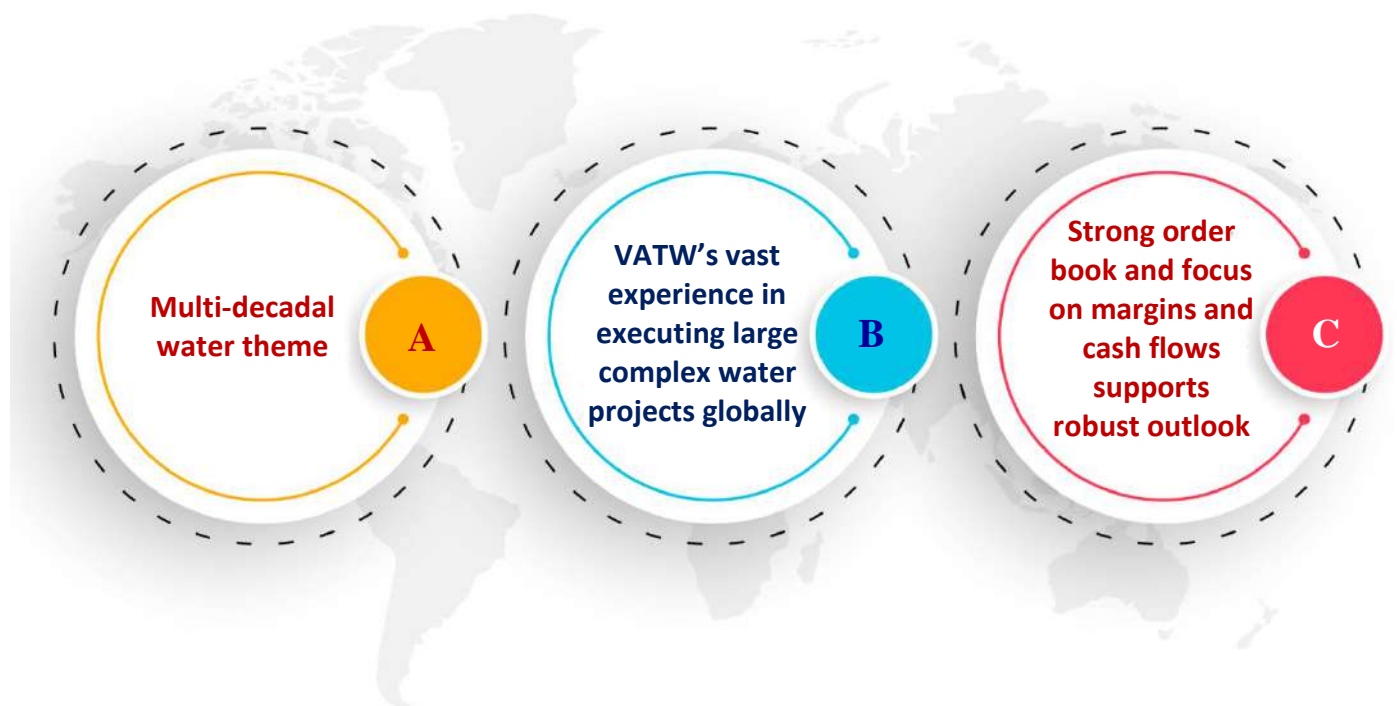 Multi-decadal
water theme
A
VATW’s vast
experience in
executing large
complex water
projects globally
B
Strong order
book and focus
on margins and
cash flows
supports
robust outlook
C